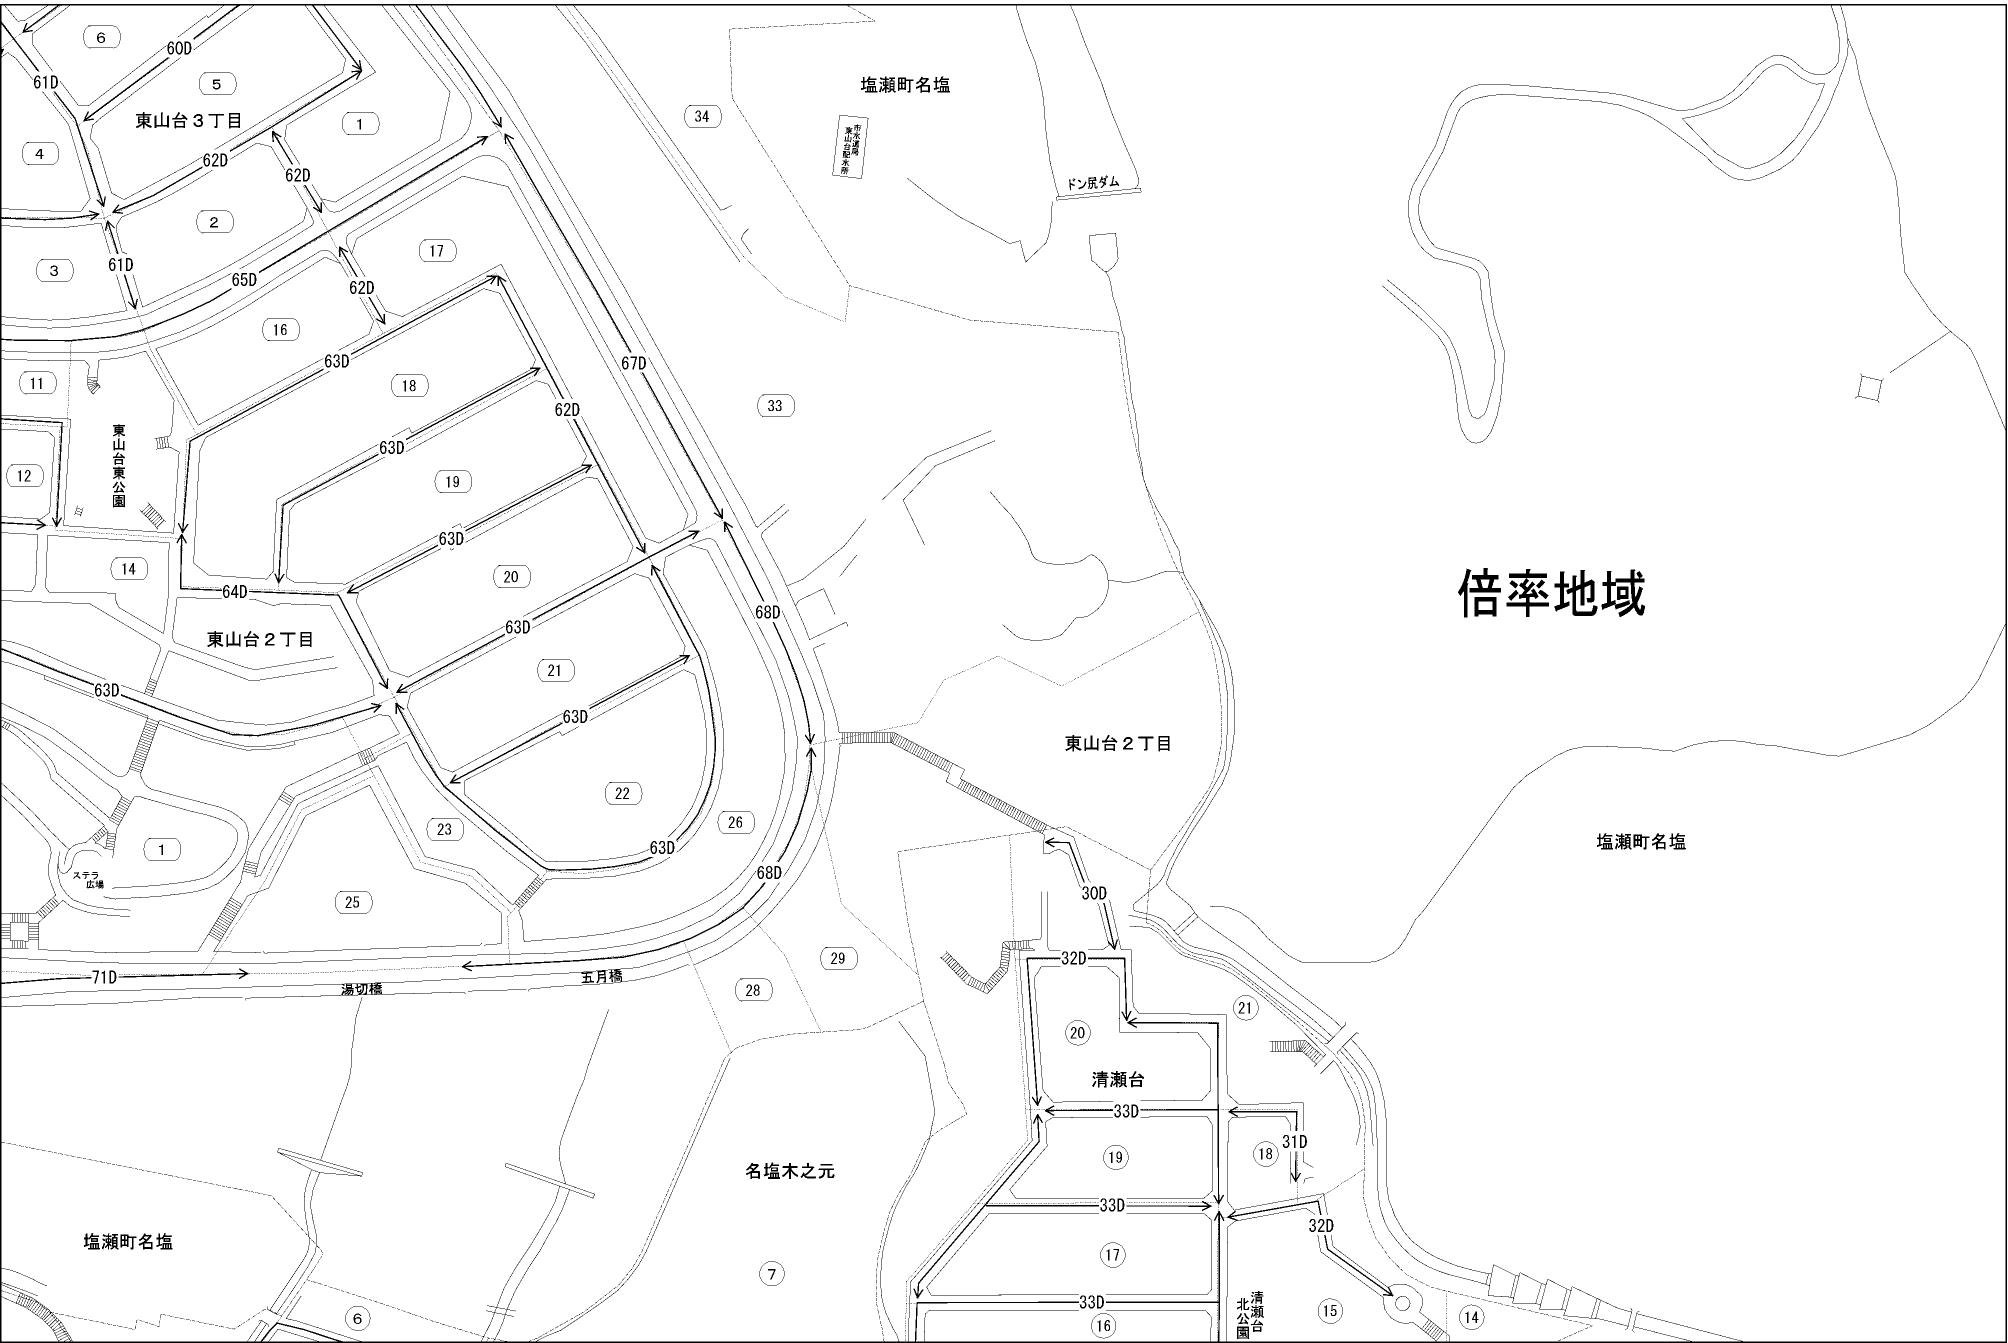 6
60D
61D
5
東山台３丁目
1
4
62D
62D
2
3
61D
65D
17
62D
16
63D
67D
11
18
62D
63D
東山台東公園
12
19
63D
14
20
64D
63D
68D
東山台２丁目
21
63D
63D
22
26
23
63D
68D
1
ステラ
広場
25
71D
湯切橋
五月橋
28
29
34
塩瀬町名塩
市水道局
東山台配水所
ドン尻ダム
33
倍率地域
東山台２丁目
塩瀬町名塩
30D
32D
21
20
清瀬台
33D
31D
19
18
33D
32D
17
33D
16
清瀬台
北公園
15
14
名塩木之元
7
塩瀬町名塩
6